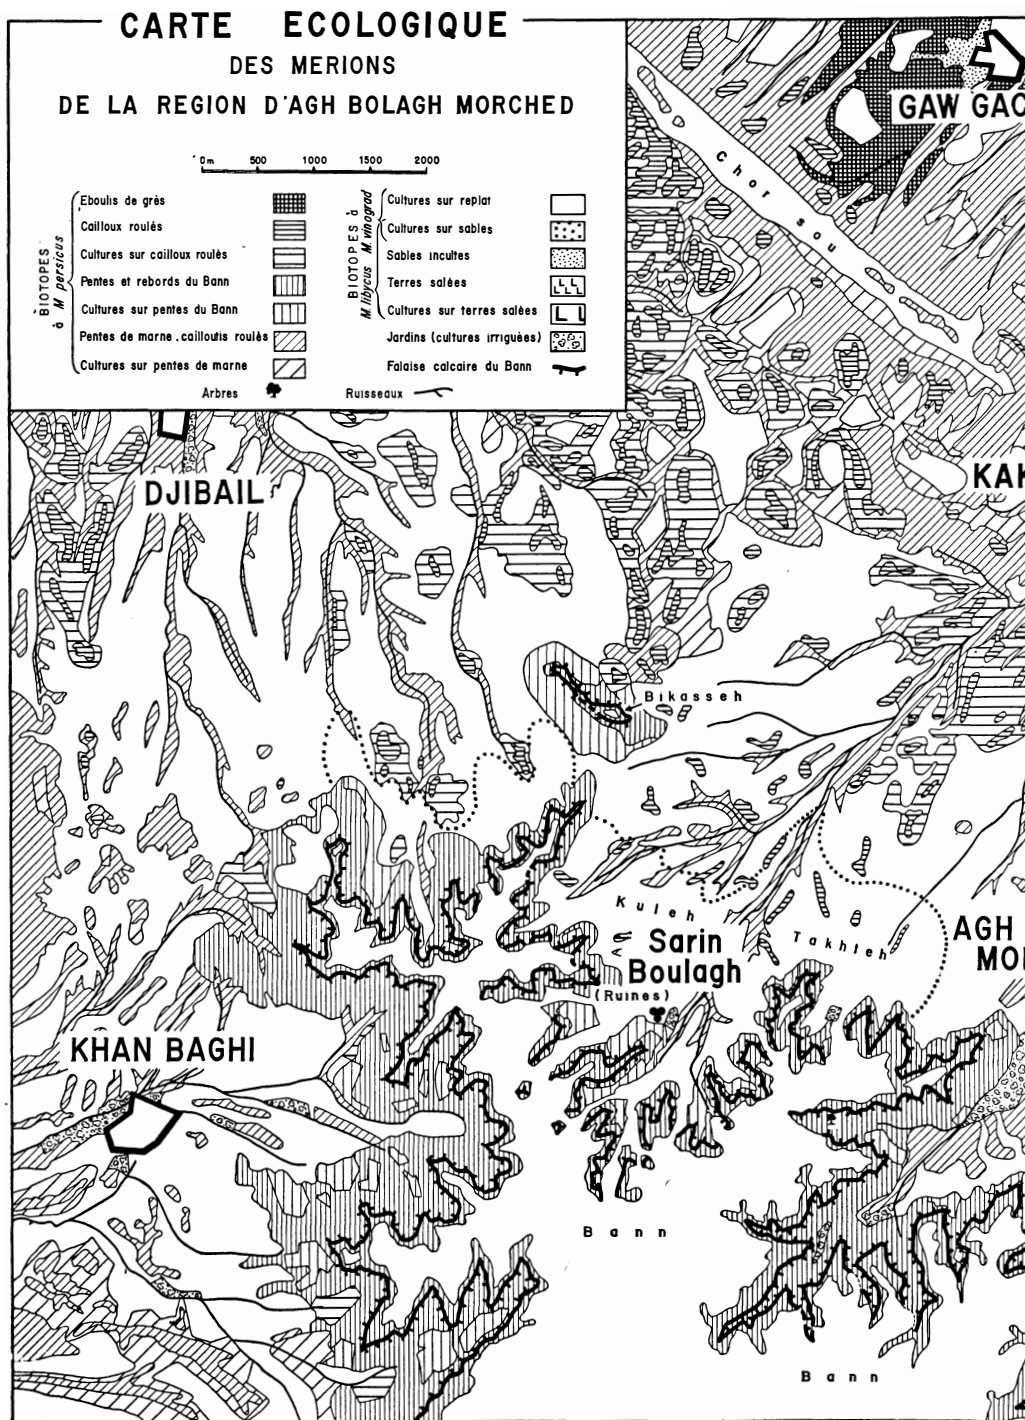 CARTE ECOLOGIQUE
DES MERIONS
DE LA REGION D'AGH BOLAGH MORCHED
0m 500 1000 1500 2000
BIOTOPES
à M persicus
Eboulis de grès
Cailloux roulés
Cultures sur cailloux roulés
Pentes et rebords du Bann
Cultures sur pentes du Bann
Pentes de marne.cailloutis roulés
Cultures sur pentes de marne
BIOTOPES à
M.libycus M.vinograd
Cultures sur replat
Cultures sur sables
Sables incultes
Terres salées
Cultures sur terres salées
Jardins (cultures irriguées)
Falaise calcaire du Bann
Arbres
Ruisseaux
GAW GAC
Chor sou
DJIBAIL
KAK
Bikasseh
Kuleh
Takhteh
Sarin
Boulagh
(Ruines)
AGH
MO
KHAN BAGHI
Bann
Bann